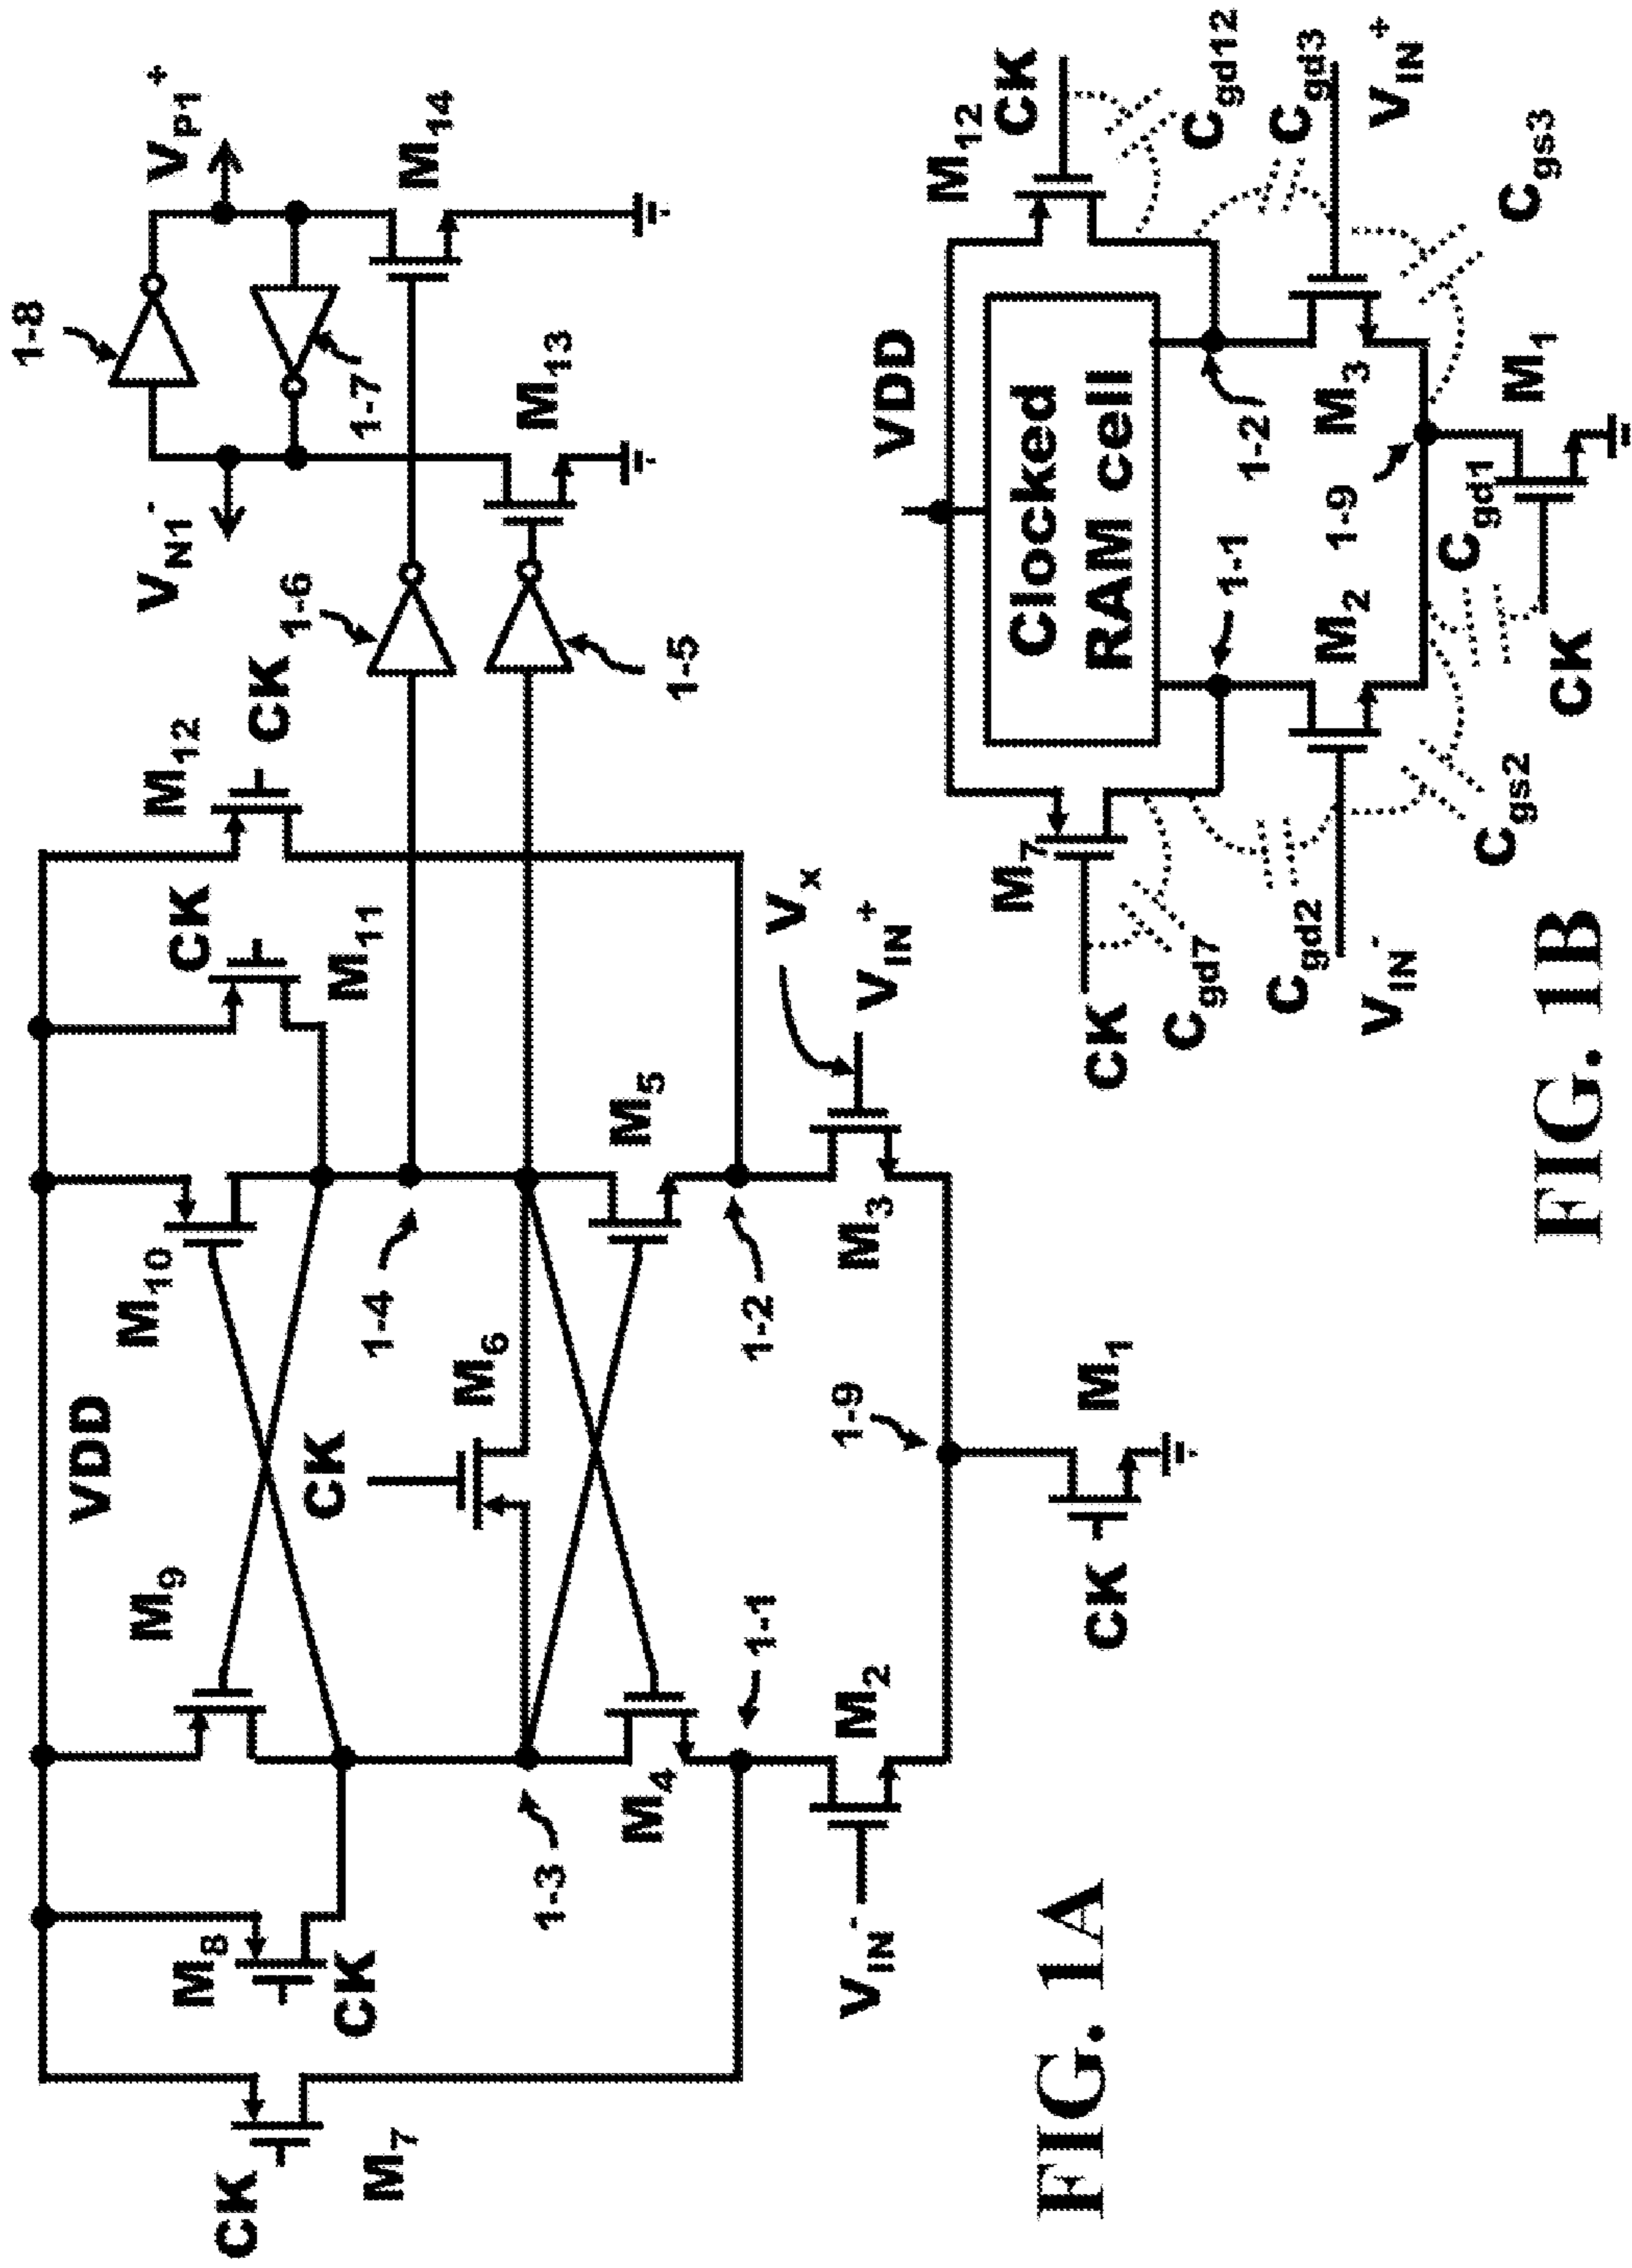 VDD
CK
M7
M8
CK
M9
M10
CK
M11
CK
M12
CK
M6
1-3
1-4
M4
M5
1-1
1-2
VIN-
M2
M3
VIN+
Vx
1-9
CK
M1
1-6
1-5
VN1-
1-8
VP1+
1-7
M13
M14
FIG. 1A
VDD
Clocked
RAM cell
M7
CK
Cgd7
M12
CK
Cgd12
1-1
1-2
Cgd2
VIN-
Cgd3
VIN+
M2
M3
1-9
Cgs2
Cgs3
Cgd1
CK
M1
FIG. 1B